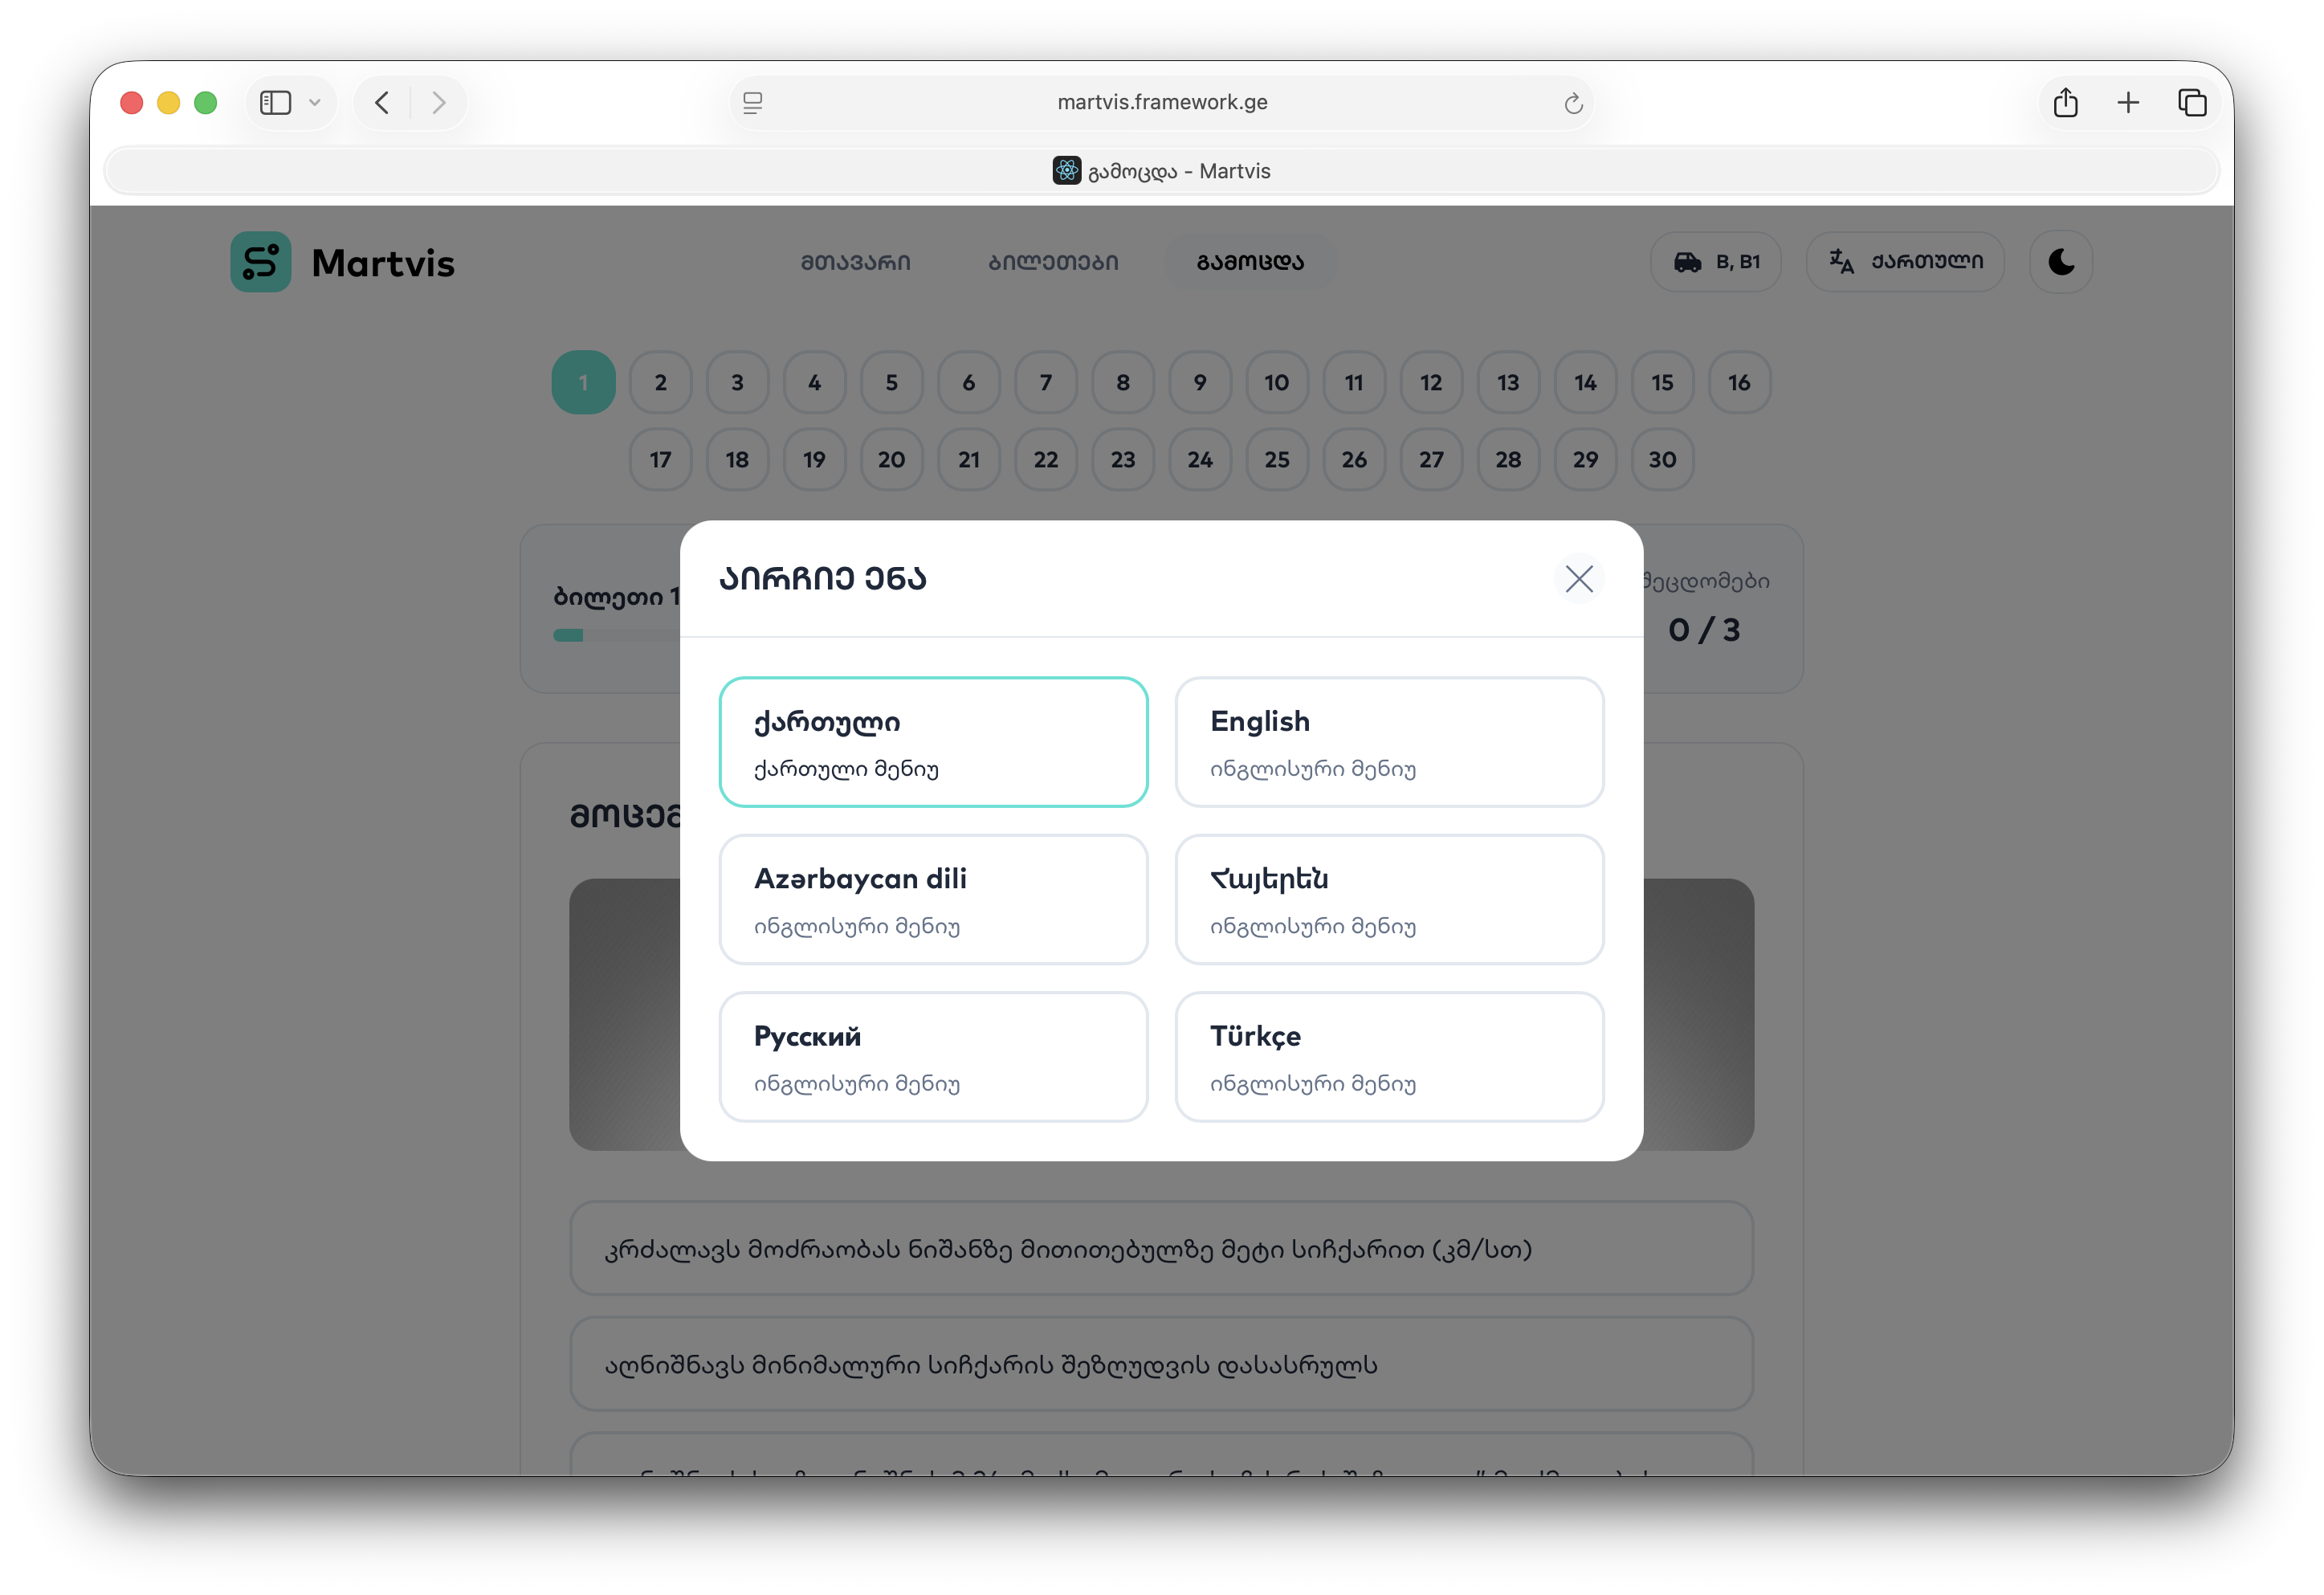 martvis.framework.ge
გამოცდა - Martvis
Martvis
მთავარი
ბილეთები
გამოცდა
B, B1
ქართული
1 2 3 4 5 6 7 8 9 10 11 12 13 14 15 16
17 18 19 20 21 22 23 24 25 26 27 28 29 30
ბილეთი 1
შეცდომები
0 / 3
აირჩიე ენა
ქართული
ქართული მენიუ
English
ინგლისური მენიუ
Azərbaycan dili
ინგლისური მენიუ
Հայերեն
ინგლისური მენიუ
Русский
ინგლისური მენიუ
Türkçe
ინგლისური მენიუ
კრძალავს მოძრაობას ნიშანზე მითითებულზე მეტი სიჩქარით (კმ/სთ)
აღნიშნავს მინიმალური სიჩქარის შეზღუდვის დასასრულს